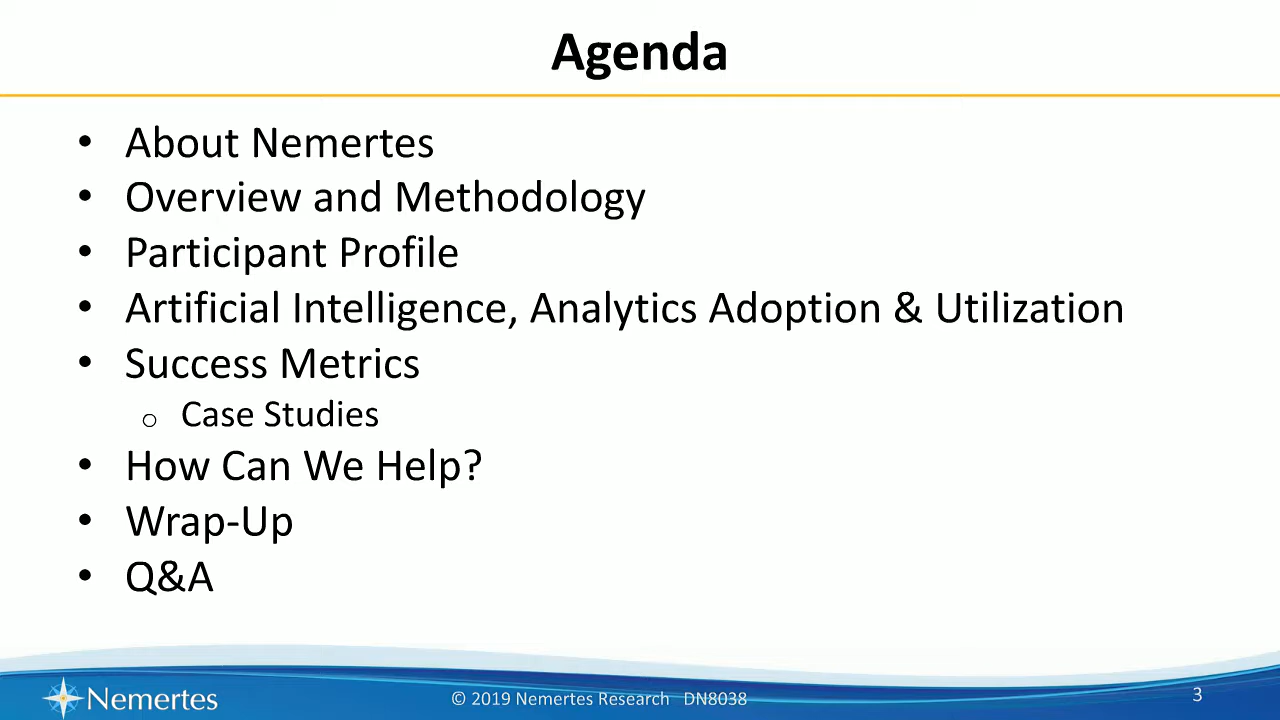 Agenda
• About Nemertes
• Overview and Methodology
• Participant Profile
• Artificial Intelligence, Analytics Adoption & Utilization
• Success Metrics
o Case Studies
• How Can We Help?
• Wrap-Up
• Q&A
Nemertes
© 2019 Nemertes Research DN8038
3